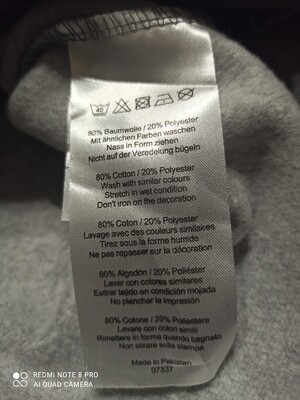 40
80% Baumwolle / 20% Polyester
Mit ähnlichen Farben waschen
Nass in Form ziehen
Nicht auf der Veredelung bügeln
80% Cotton / 20% Polyester
Wash with similar colours
Stretch in wet condition
Don't iron on the decoration
80% Coton / 20% Polyester
Lavage avec des couleurs similaires
Tirez sous la forme humide
Ne pas repasser sur la décoration
80% Algodón / 20% Poliéster
Lavar con colores similares
Estirar tejido en condición mojada
No planchar la impresión
80% Cotone / 20% Poliestere
Lavare con colori simili
Rimettere in forma quando bagnato
Non stirare sulla stampa
Made in Pakistan
07337
REDMI NOTE 8 PRO
AI QUAD CAMERA